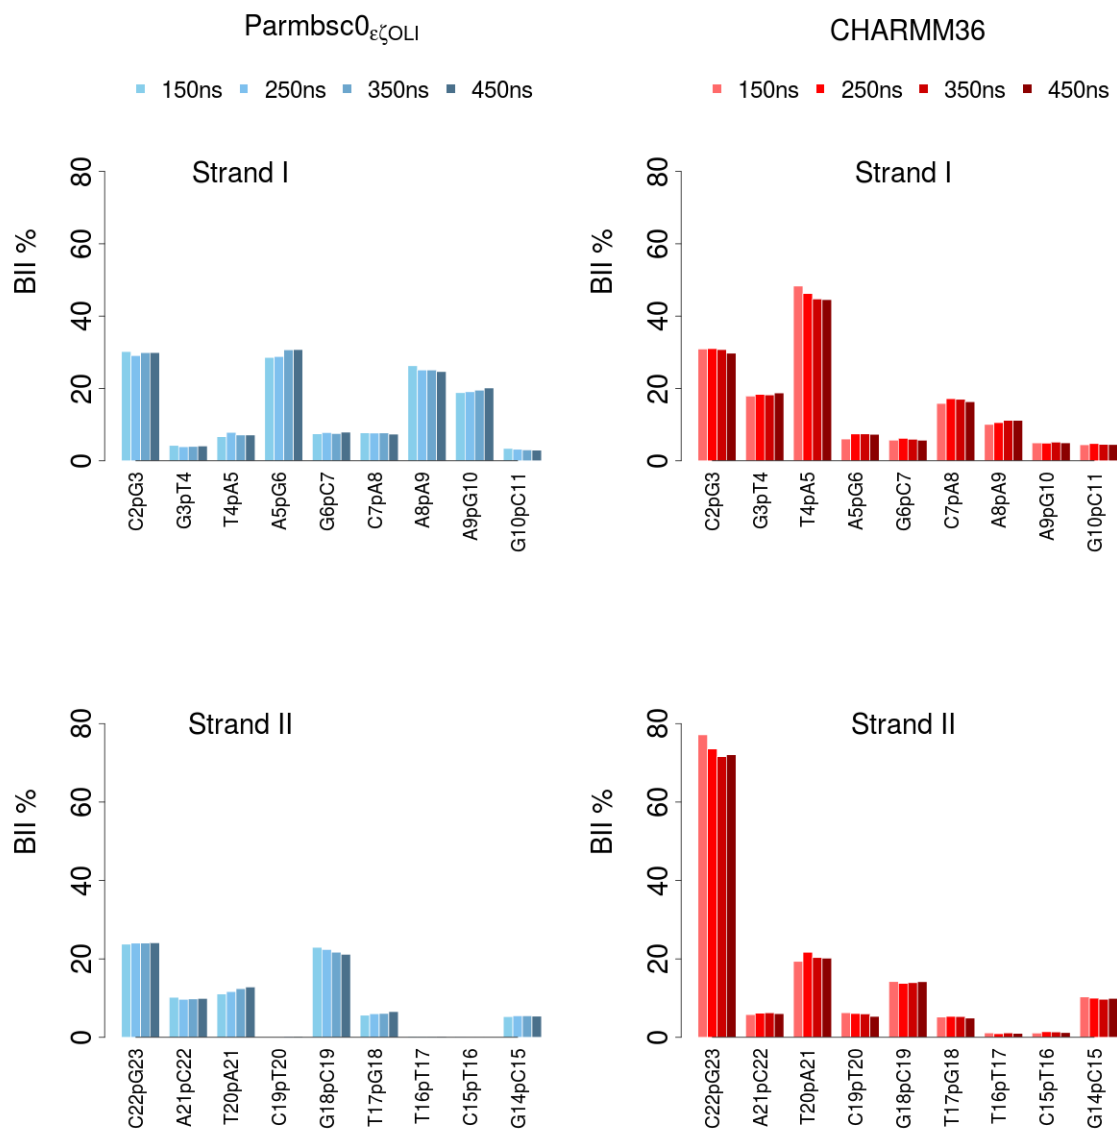 Parmbsc0εζOLI
150ns 250ns 350ns 450ns
Strand I
BII %
80
60
40
20
0
C2pG3 G3pT4 T4pA5 A5pG6 G6pC7 C7pA8 A8pA9 A9pG10 G10pC11
CHARMM36
150ns 250ns 350ns 450ns
Strand I
BII %
80
60
40
20
0
C2pG3 G3pT4 T4pA5 A5pG6 G6pC7 C7pA8 A8pA9 A9pG10 G10pC11
Strand II
BII %
80
60
40
20
0
C22pG23 A21pC22 T20pA21 C19pT20 G18pC19 T17pG18 T16pT17 C15pT16 G14pC15
Strand II
BII %
80
60
40
20
0
C22pG23 A21pC22 T20pA21 C19pT20 G18pC19 T17pG18 T16pT17 C15pT16 G14pC15